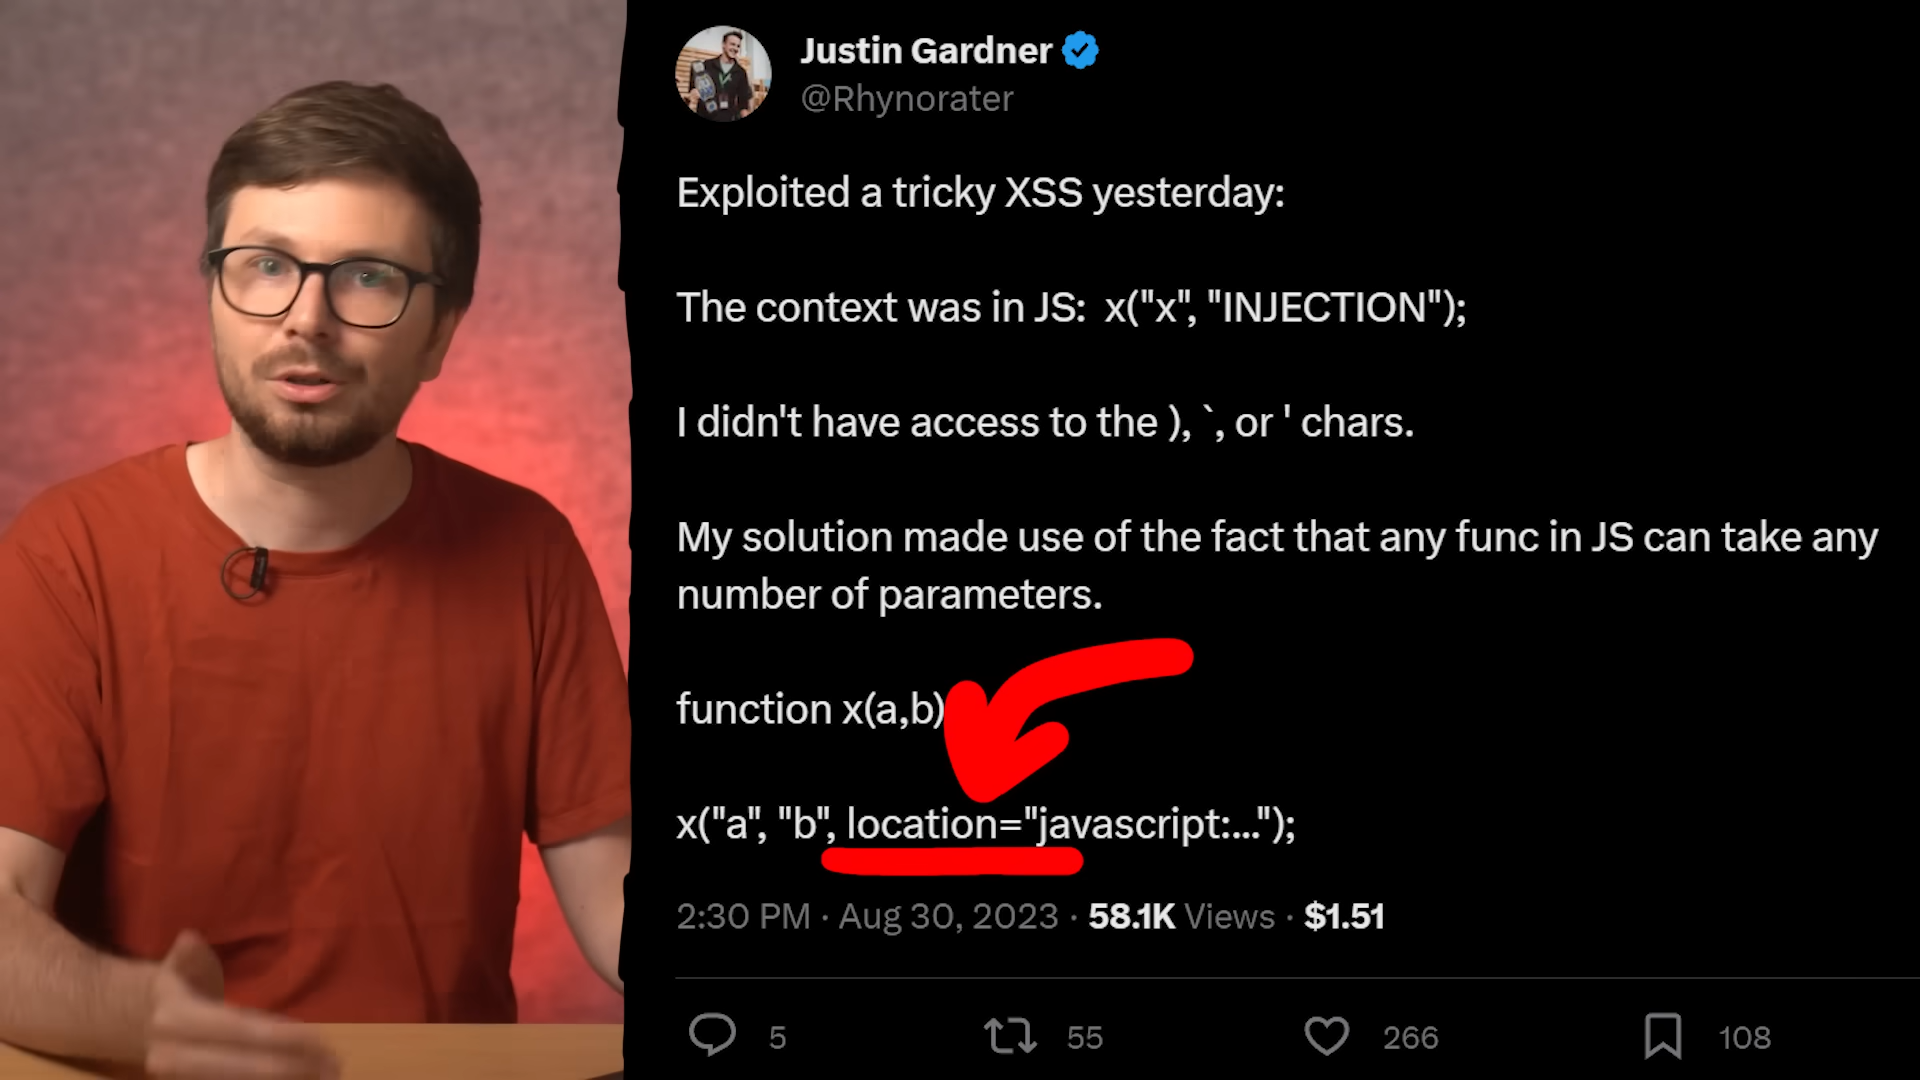 Justin Gardner
@Rhynorater
Exploited a tricky XSS yesterday:
The context was in JS:  x("x", "INJECTION");
I didn't have access to the ), `, or ' chars.
My solution made use of the fact that any func in JS can take any
number of parameters.
function x(a,b)
x("a", "b", location="javascript:...");
2:30 PM · Aug 30, 2023 · 58.1K Views · $1.51
5 55 266 108